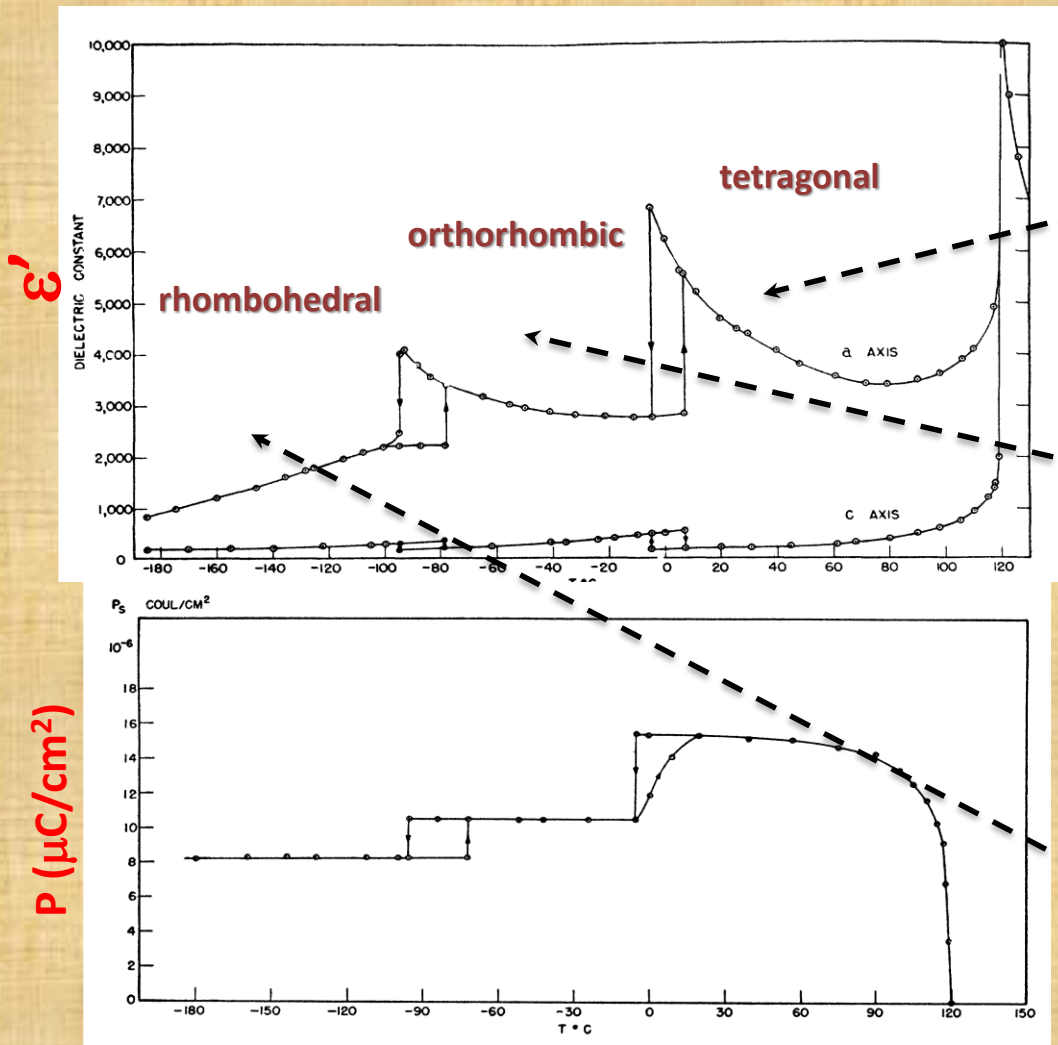 10,000
9,000
8,000
7,000
6,000
5,000
4,000
3,000
2,000
1,000
0
DIELECTRIC CONSTANT
ε′
tetragonal
orthorhombic
rhombohedral
a AXIS
c AXIS
-180 -160 -140 -120 -100 -80 -60 -40 -20 0 20 40 60 80 100 120
T°C
P_S COUL/CM²
10⁻⁶
18
16
14
12
10
8
6
4
2
0
P (μC/cm²)
-180 -150 -120 -90 -60 -30 0 30 60 90 120 150
T °C